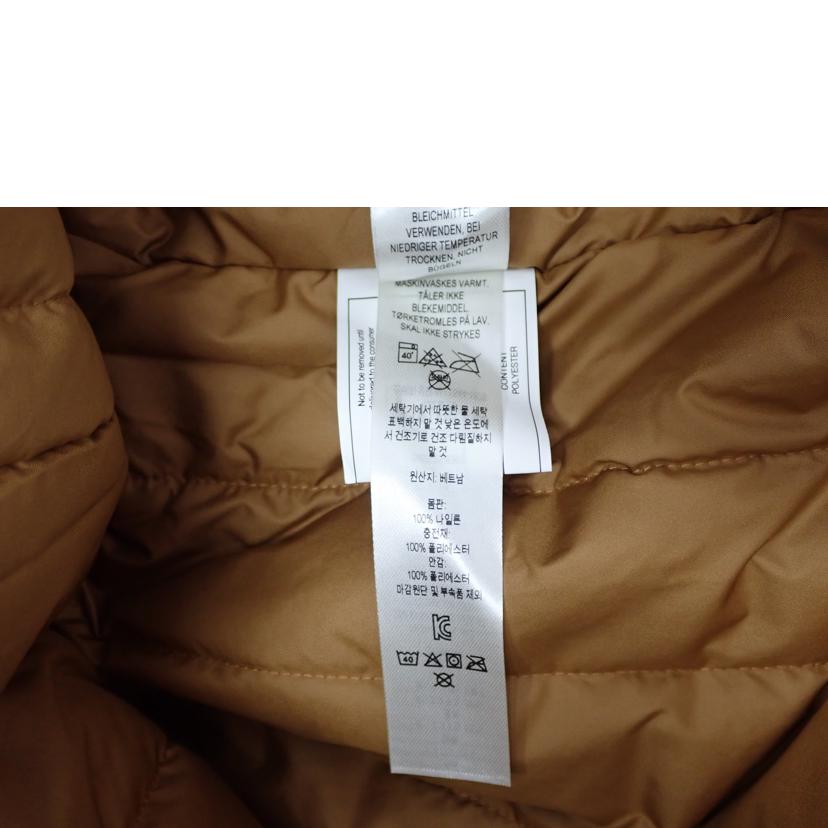 BLEICHMITTEL
VERWENDEN, BEI
NIEDRIGER TEMPERATUR
TROCKNEN, NICHT
BÜGELN
MASKINVASKES VARMT.
TÅLER IKKE
BLEKEMIDDEL.
TØRKETROMLES PÅ LAV.
SKAL IKKE STRYKES
40°
세탁기에서 따뜻한 물 세탁
표백하지 말 것 낮은 온도에
서 건조기로 건조 다림질하지
말 것
원산지: 베트남
몸판:
100% 나일론
충전재:
100% 폴리에스터
안감:
100% 폴리에스터
마감원단 및 부속품 제외
KC
40
Not to be removed until
delivered to the consumer
CONTENT
POLYESTER